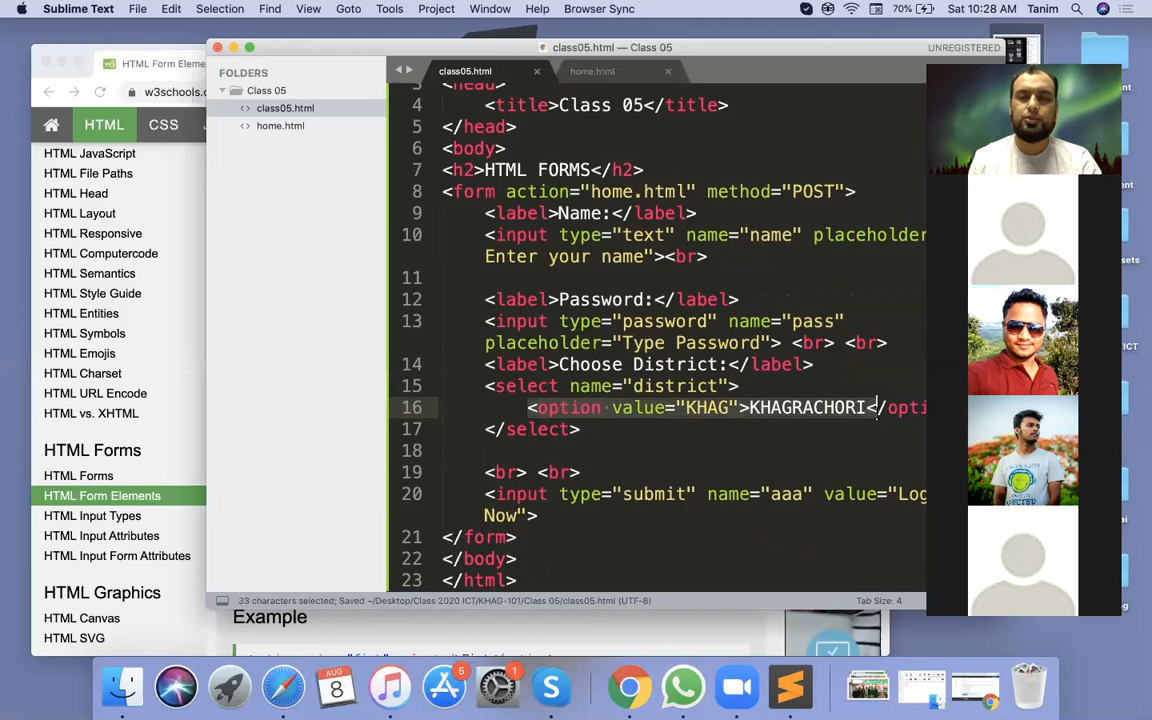 Sublime Text File Edit Selection Find View Goto Tools Project Window Help Browser Sync 70% Sat 10:28 AM Tanim
class05.html — Class 05
UNREGISTERED
HTML Form Eleme
w3schools.c
HTML CSS
HTML JavaScript
HTML File Paths
HTML Head
HTML Layout
HTML Responsive
HTML Computercode
HTML Semantics
HTML Style Guide
HTML Entities
HTML Symbols
HTML Emojis
HTML Charset
HTML URL Encode
HTML vs. XHTML
HTML Forms
HTML Forms
HTML Form Elements
HTML Input Types
HTML Input Attributes
HTML Input Form Attributes
HTML Graphics
HTML Canvas
HTML SVG
FOLDERS
Class 05
class05.html
home.html
class05.html
home.html
3 <head>
4 <title>Class 05</title>
5 </head>
6 <body>
7 <h2>HTML FORMS</h2>
8 <form action="home.html" method="POST">
9 <label>Name:</label>
10 <input type="text" name="name" placeholder
Enter your name"><br>
11
12 <label>Password:</label>
13 <input type="password" name="pass"
placeholder="Type Password"> <br> <br>
14 <label>Choose District:</label>
15 <select name="district">
16 <option value="KHAG">KHAGRACHORI</opti
17 </select>
18
19 <br> <br>
20 <input type="submit" name="aaa" value="Log
Now">
21 </form>
22 </body>
23 </html>
33 characters selected; Saved ~/Desktop/Class 2020 ICT/KHAG-101/Class 05/class05.html (UTF-8)
Tab Size: 4
Example
ent
ent
sets
ICT
ai
g
AUG
8
5
1